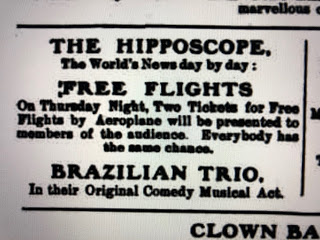 marvellous
THE HIPPOSCOPE.
The World's News day by day:
FREE FLIGHTS
On Thursday Night, Two Tickets for Free
Flights by Aeroplane will be presented to
members of the audience. Everybody has
the same chance.
BRAZILIAN TRIO.
In their Original Comedy Musical Act.
CLOWN BA